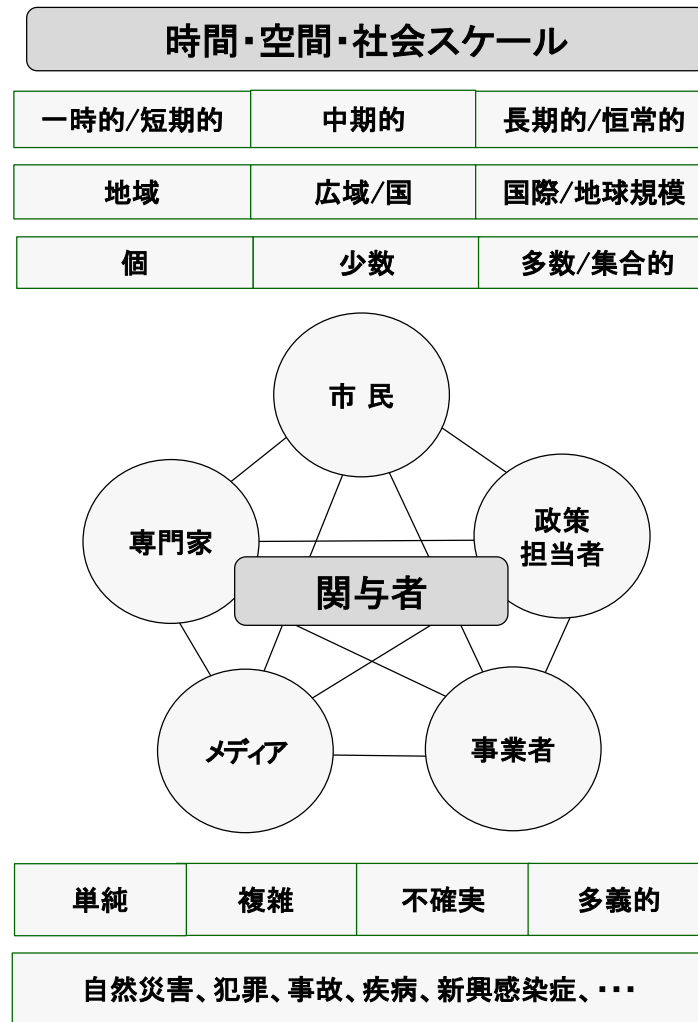 時間・空間・社会スケール
一時的/短期的
中期的
長期的/恒常的
地域
広域/国
国際/地球規模
個
少数
多数/集合的
市 民
専門家
政策
担当者
関与者
メディア
事業者
単純
複雑
不確実
多義的
自然災害、犯罪、事故、疾病、新興感染症、・・・